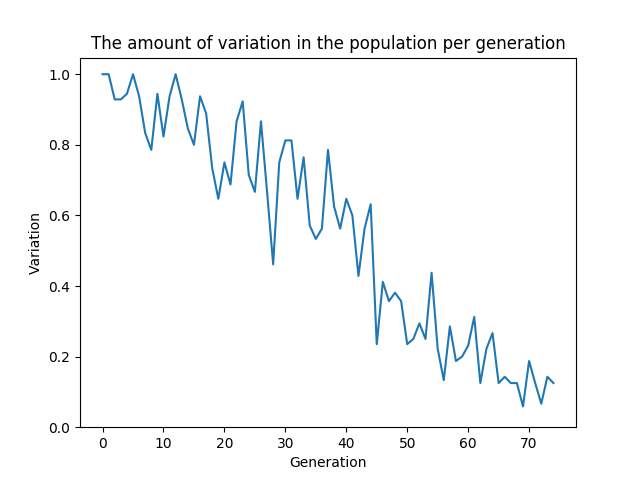 The amount of variation in the population per generation
1.0
0.8
0.6
0.4
0.2
0.0
Variation
0 10 20 30 40 50 60 70
Generation